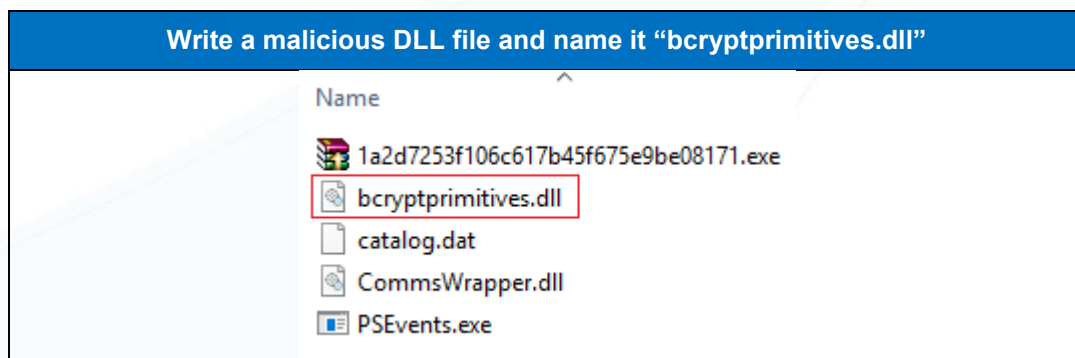 Write a malicious DLL file and name it “bcryptprimitives.dll”
Name
1a2d7253f106c617b45f675e9be08171.exe
bcryptprimitives.dll
catalog.dat
CommsWrapper.dll
PSEvents.exe